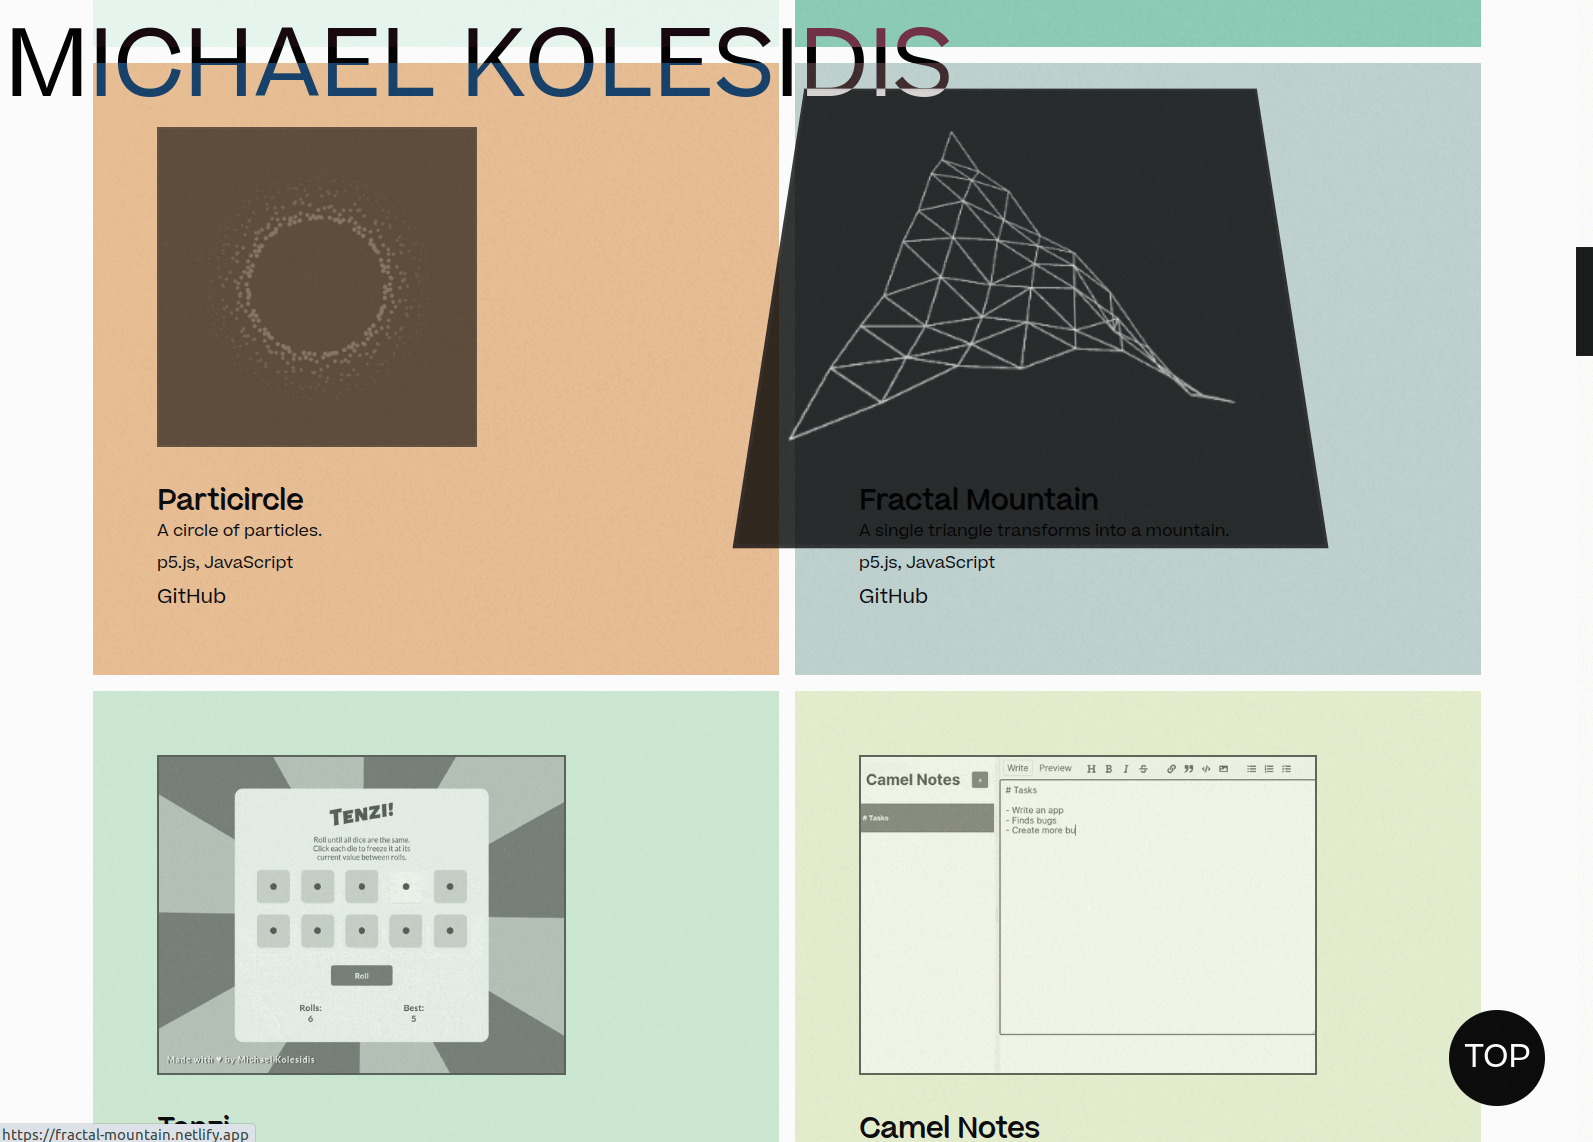 MICHAEL KOLESIDIS
Particircle
A circle of particles.
p5.js, JavaScript
GitHub
Fractal Mountain
A single triangle transforms into a mountain.
p5.js, JavaScript
GitHub
TENZI!
Roll until all dice are the same.
Click each die to freeze it at its
current value between rolls.
Roll
Rolls:
6
Best:
5
Made with ♥ by Michael Kolesidis
Tenzi
Camel Notes
+
# Tasks
Write Preview H B I S
# Tasks
- Write an app
- Finds bugs
- Create more bu
Camel Notes
TOP
https://fractal-mountain.netlify.app